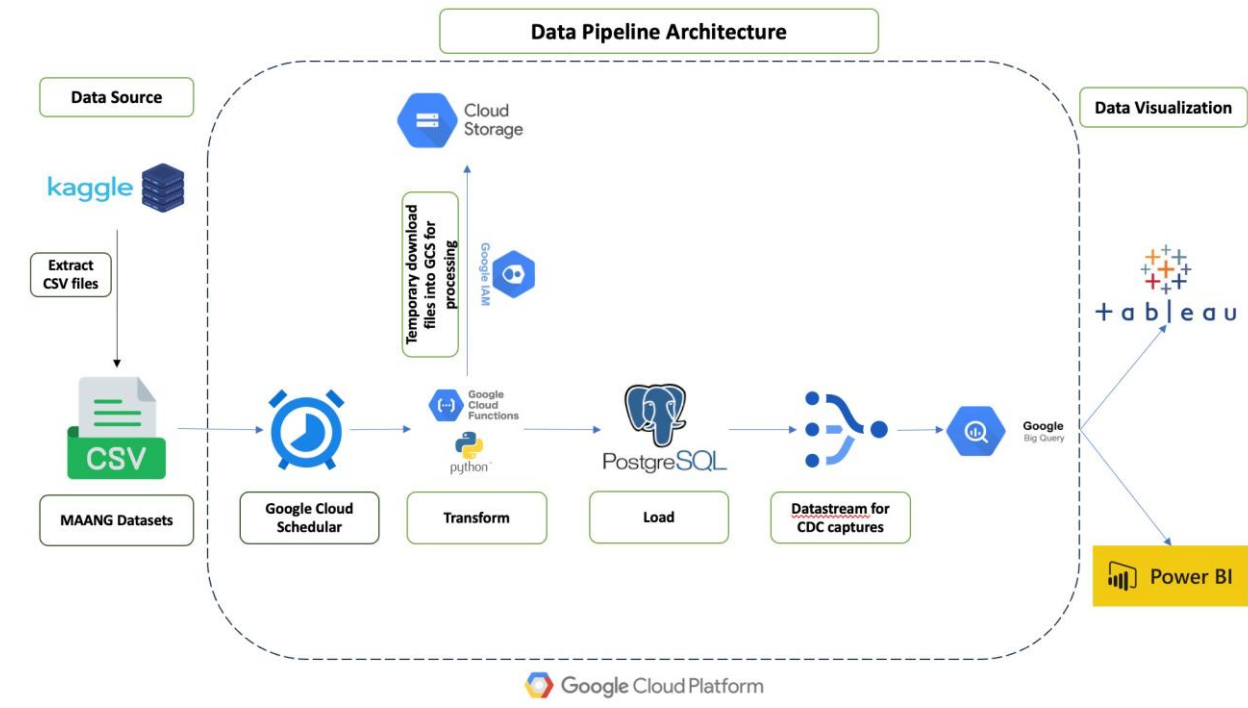 Data Pipeline Architecture
Data Source
kaggle
Extract
CSV files
CSV
MAANG Datasets
Cloud
Storage
Temporary download
files into GCS for
processing
Google IAM
Google Cloud
Schedular
Google
Cloud
Functions
python
Transform
PostgreSQL
Load
Datastream for
CDC captures
Google
Big Query
Data Visualization
+ableau
Power BI
Google Cloud Platform